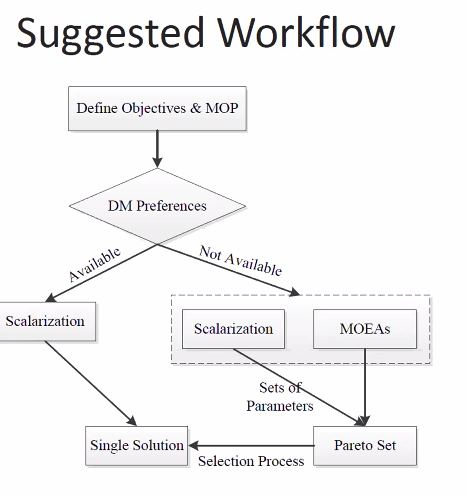 Suggested Workflow
Define Objectives & MOP
DM Preferences
Available
Not Available
Scalarization
Scalarization
MOEAs
Sets of
Parameters
Single Solution
Selection Process
Pareto Set